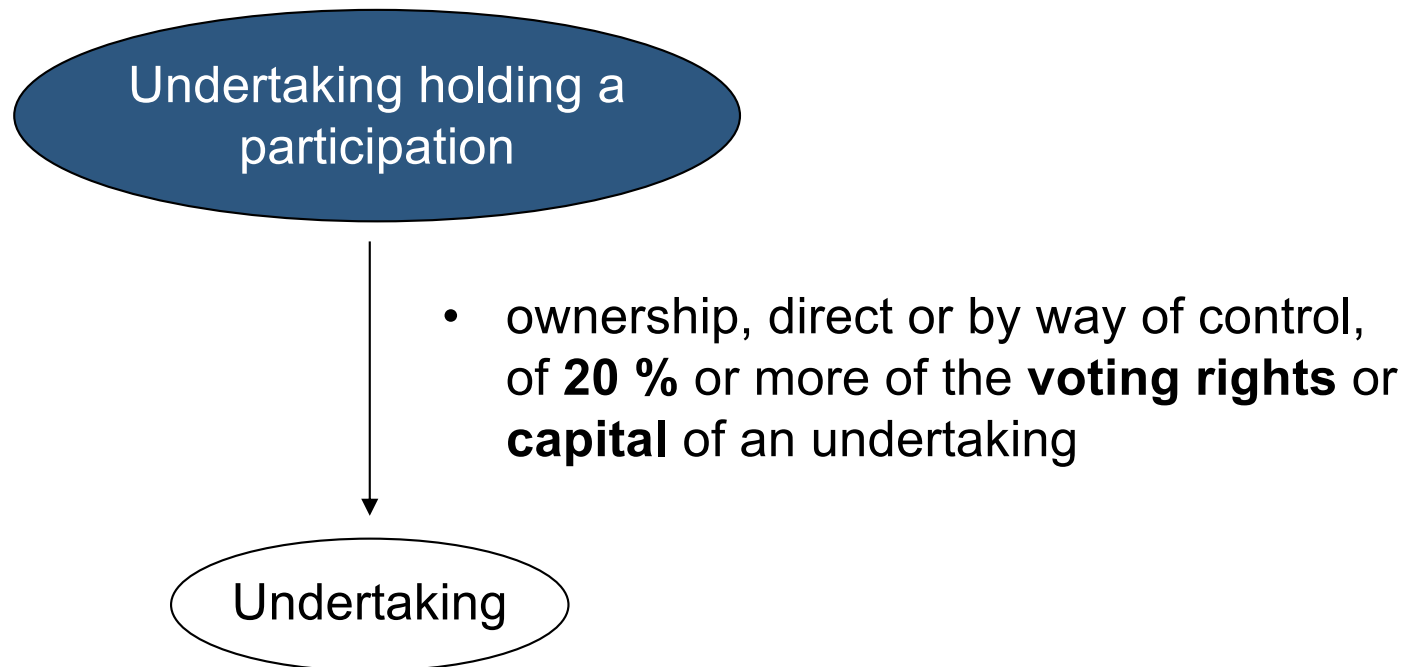 Undertaking holding a
participation
• ownership, direct or by way of control,
of 20 % or more of the voting rights or
capital of an undertaking
Undertaking